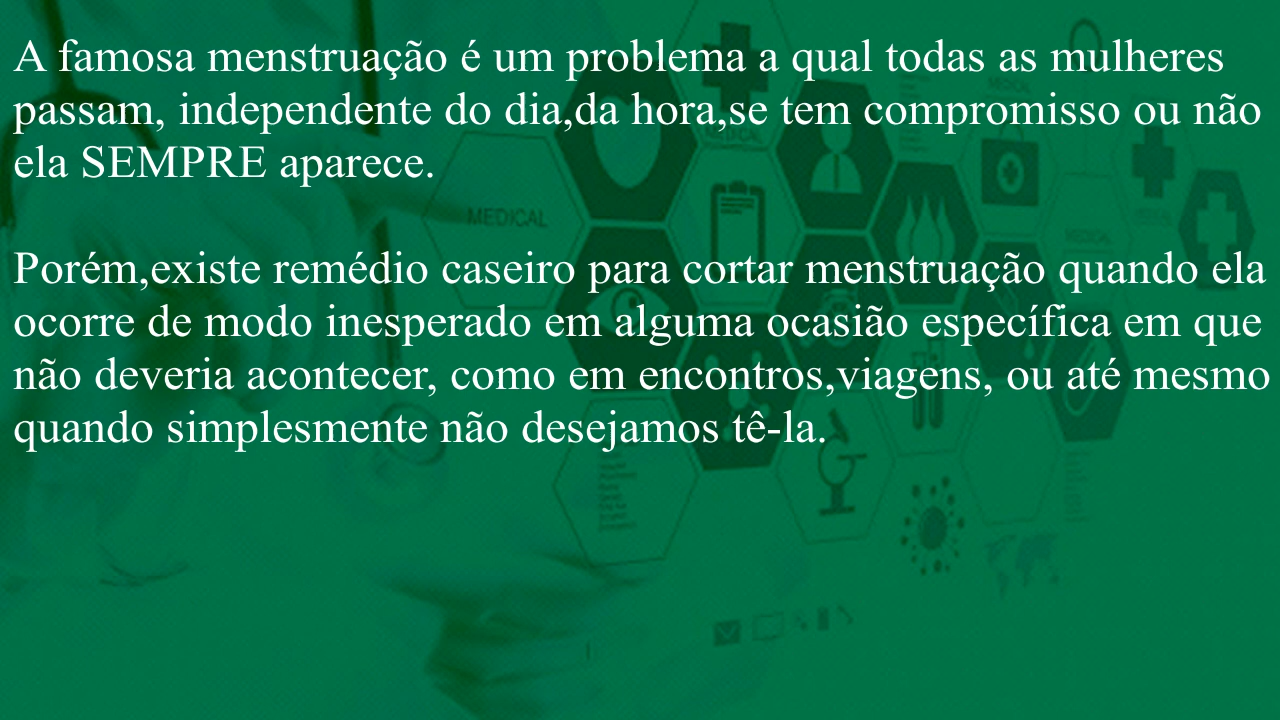 A famosa menstruação é um problema a qual todas as mulheres
passam, independente do dia,da hora,se tem compromisso ou não
ela SEMPRE aparece.
Porém,existe remédio caseiro para cortar menstruação quando ela
ocorre de modo inesperado em alguma ocasião específica em que
não deveria acontecer, como em encontros,viagens, ou até mesmo
quando simplesmente não desejamos tê-la.
MEDICAL
MEDICAL